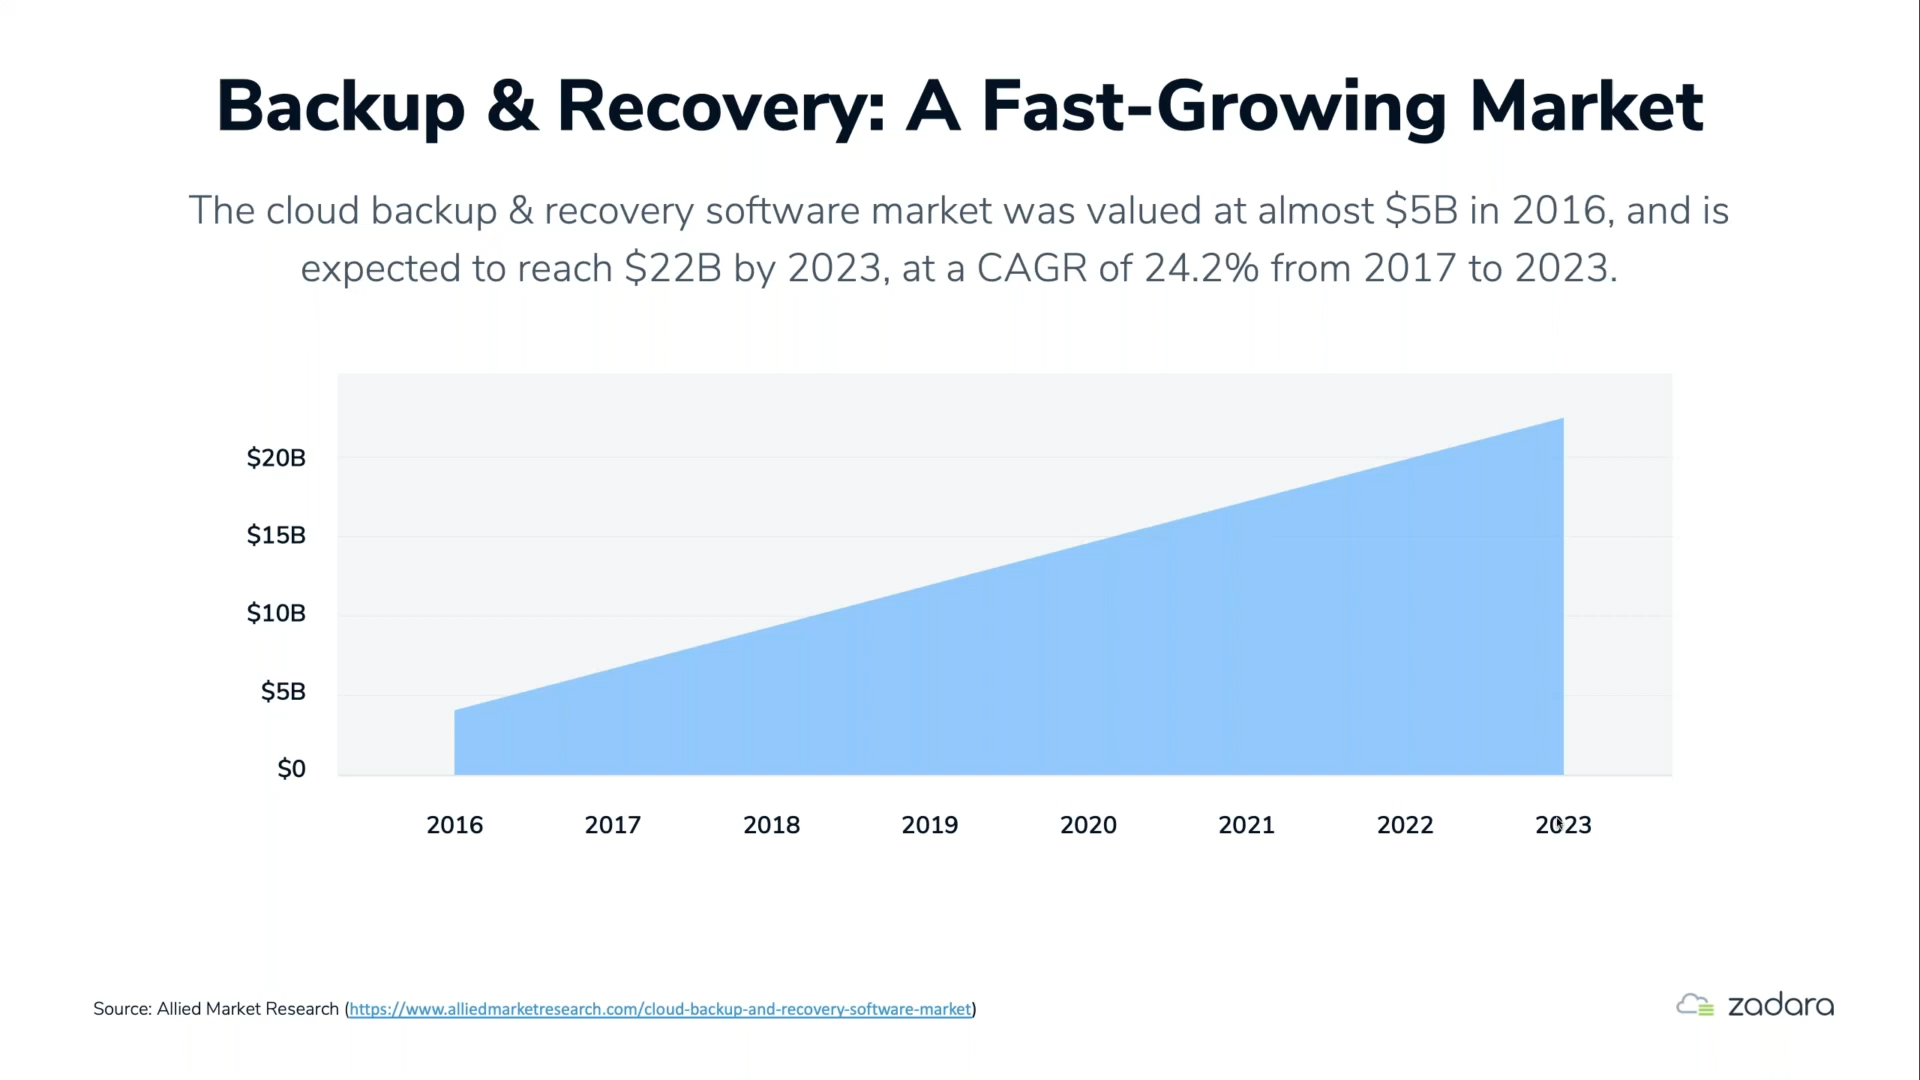 Backup & Recovery: A Fast-Growing Market
The cloud backup & recovery software market was valued at almost $5B in 2016, and is
expected to reach $22B by 2023, at a CAGR of 24.2% from 2017 to 2023.
$20B
$15B
$10B
$5B
$0
2016 2017 2018 2019 2020 2021 2022 2023
Source: Allied Market Research (https://www.alliedmarketresearch.com/cloud-backup-and-recovery-software-market)
zadara